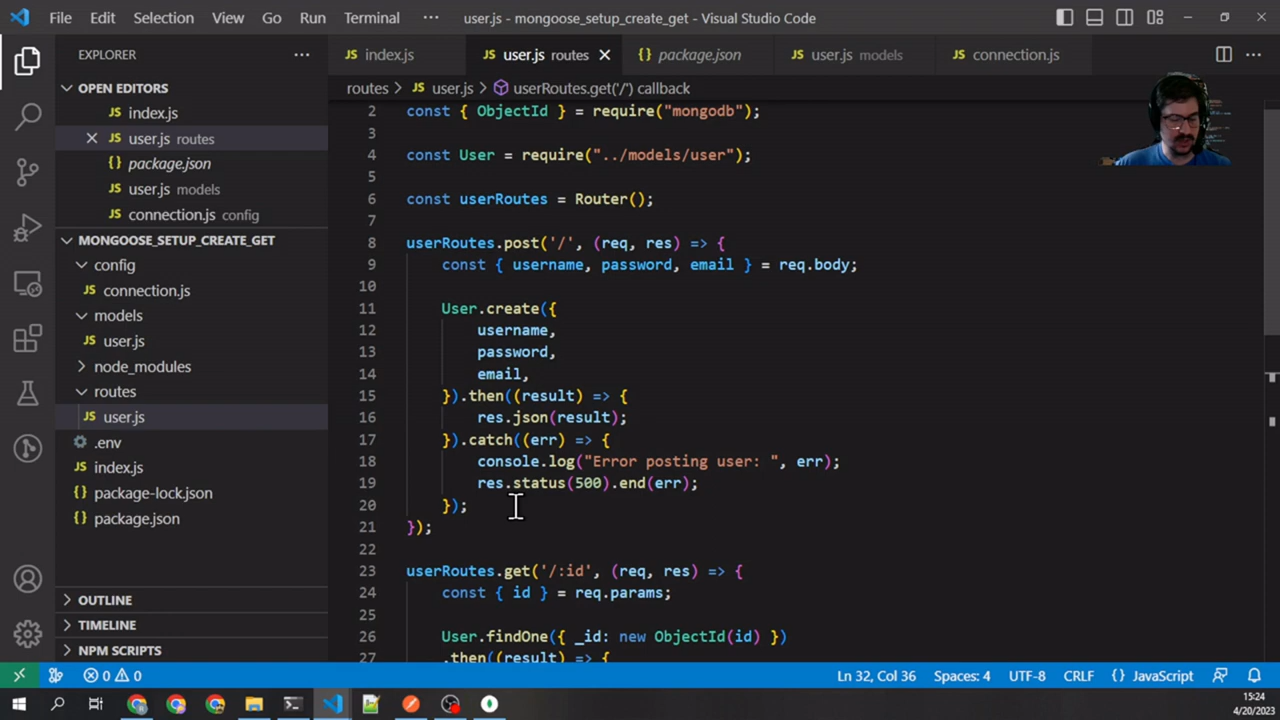 File Edit Selection View Go Run Terminal ··· user.js - mongoose_setup_create_get - Visual Studio Code
EXPLORER ···
JS index.js JS user.js routes {} package.json JS user.js models JS connection.js ···
OPEN EDITORS
JS index.js
JS user.js routes
{} package.json
JS user.js models
JS connection.js config
MONGOOSE_SETUP_CREATE_GET
config
JS connection.js
models
JS user.js
node_modules
routes
JS user.js
.env
JS index.js
{} package-lock.json
{} package.json
OUTLINE
TIMELINE
NPM SCRIPTS
routes > JS user.js > userRoutes.get('/') callback
2 const { ObjectId } = require("mongodb");
3
4 const User = require("../models/user");
5
6 const userRoutes = Router();
7
8 userRoutes.post('/', (req, res) => {
9 const { username, password, email } = req.body;
10
11 User.create({
12 username,
13 password,
14 email,
15 }).then((result) => {
16 res.json(result);
17 }).catch((err) => {
18 console.log("Error posting user: ", err);
19 res.status(500).end(err);
20 });
21 });
22
23 userRoutes.get('/:id', (req, res) => {
24 const { id } = req.params;
25
26 User.findOne({ _id: new ObjectId(id) })
27 .then((result) => {
0 0 Ln 32, Col 36 Spaces: 4 UTF-8 CRLF {} JavaScript
15:24
4/20/2023